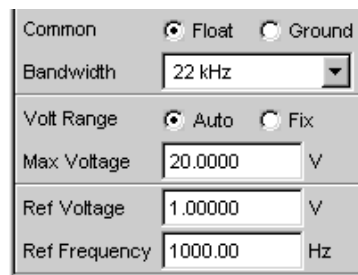 Common Float Ground
Bandwidth 22 kHz
Volt Range Auto Fix
Max Voltage 20.0000 V
Ref Voltage 1.00000 V
Ref Frequency 1000.00 Hz